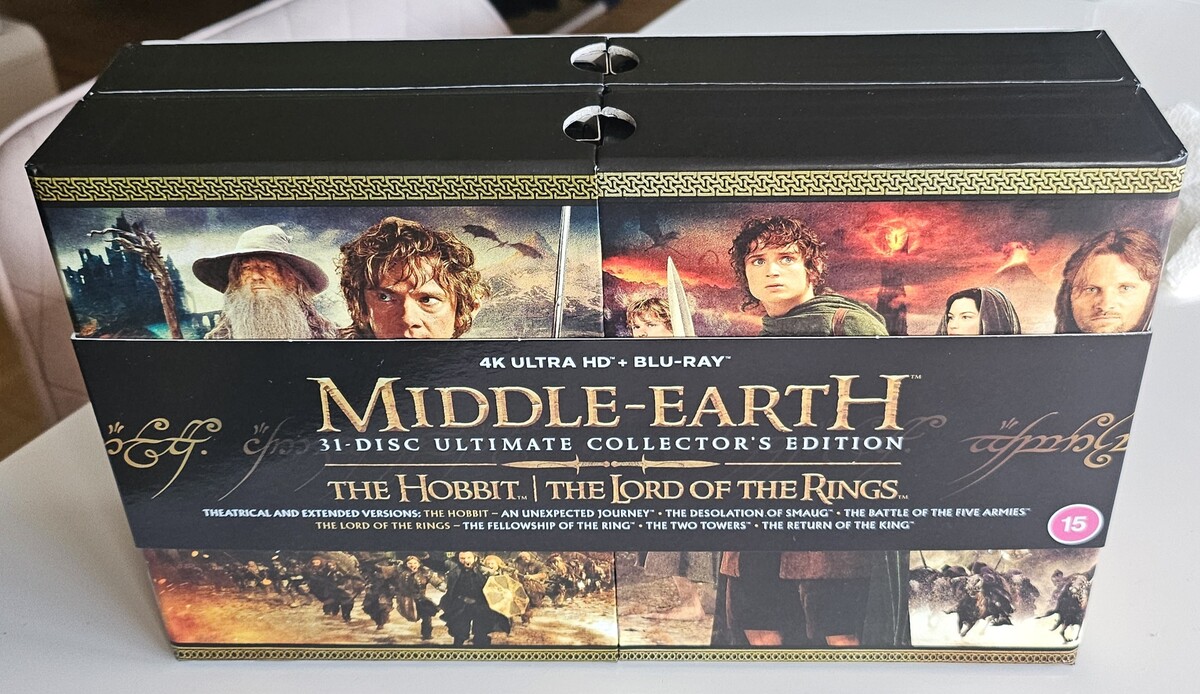 4K ULTRA HD™ + BLU-RAY™
MIDDLE-EARTH™
31-DISC ULTIMATE COLLECTOR'S EDITION
THE HOBBIT™ | THE LORD OF THE RINGS™
THEATRICAL AND EXTENDED VERSIONS: THE HOBBIT – AN UNEXPECTED JOURNEY™ • THE DESOLATION OF SMAUG™ • THE BATTLE OF THE FIVE ARMIES™
THE LORD OF THE RINGS – THE FELLOWSHIP OF THE RING™ • THE TWO TOWERS™ • THE RETURN OF THE KING™
15